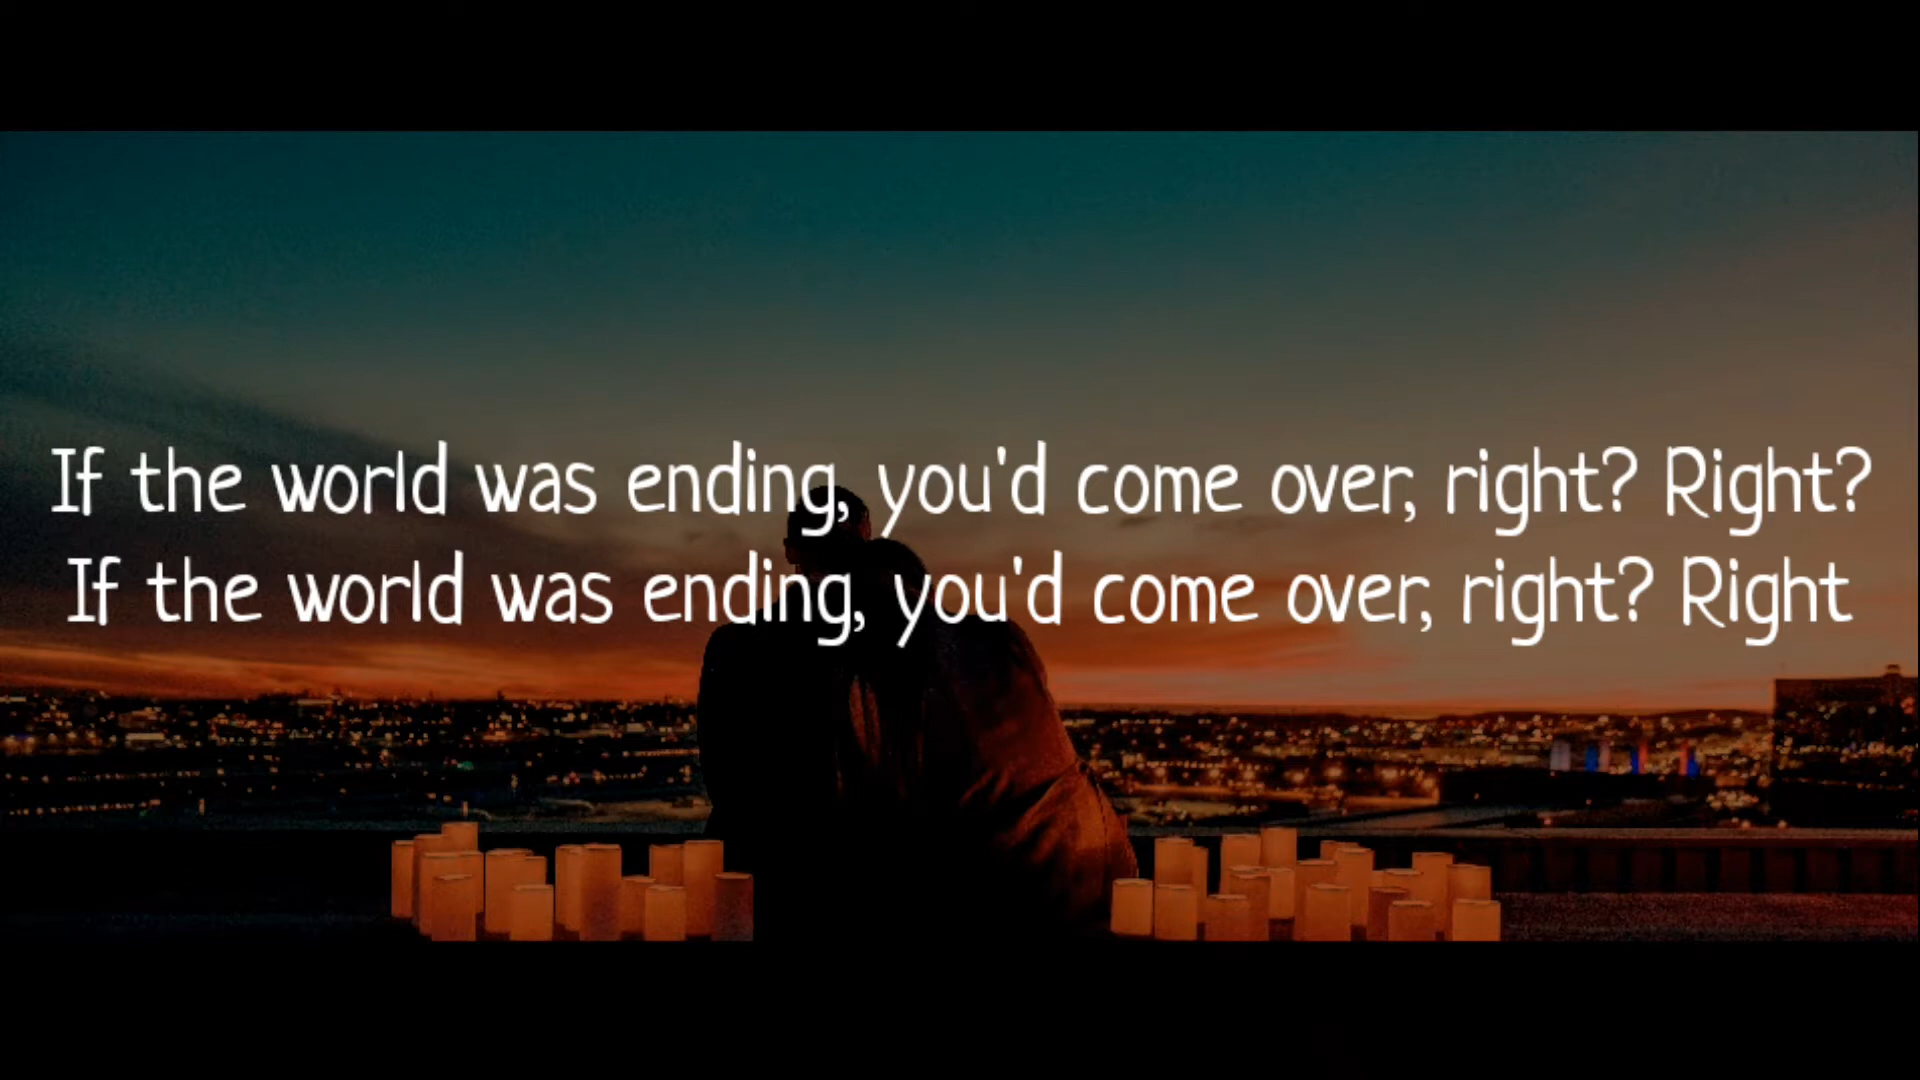 If the world was ending, you'd come over, right? Right?
If the world was ending, you'd come over, right? Right